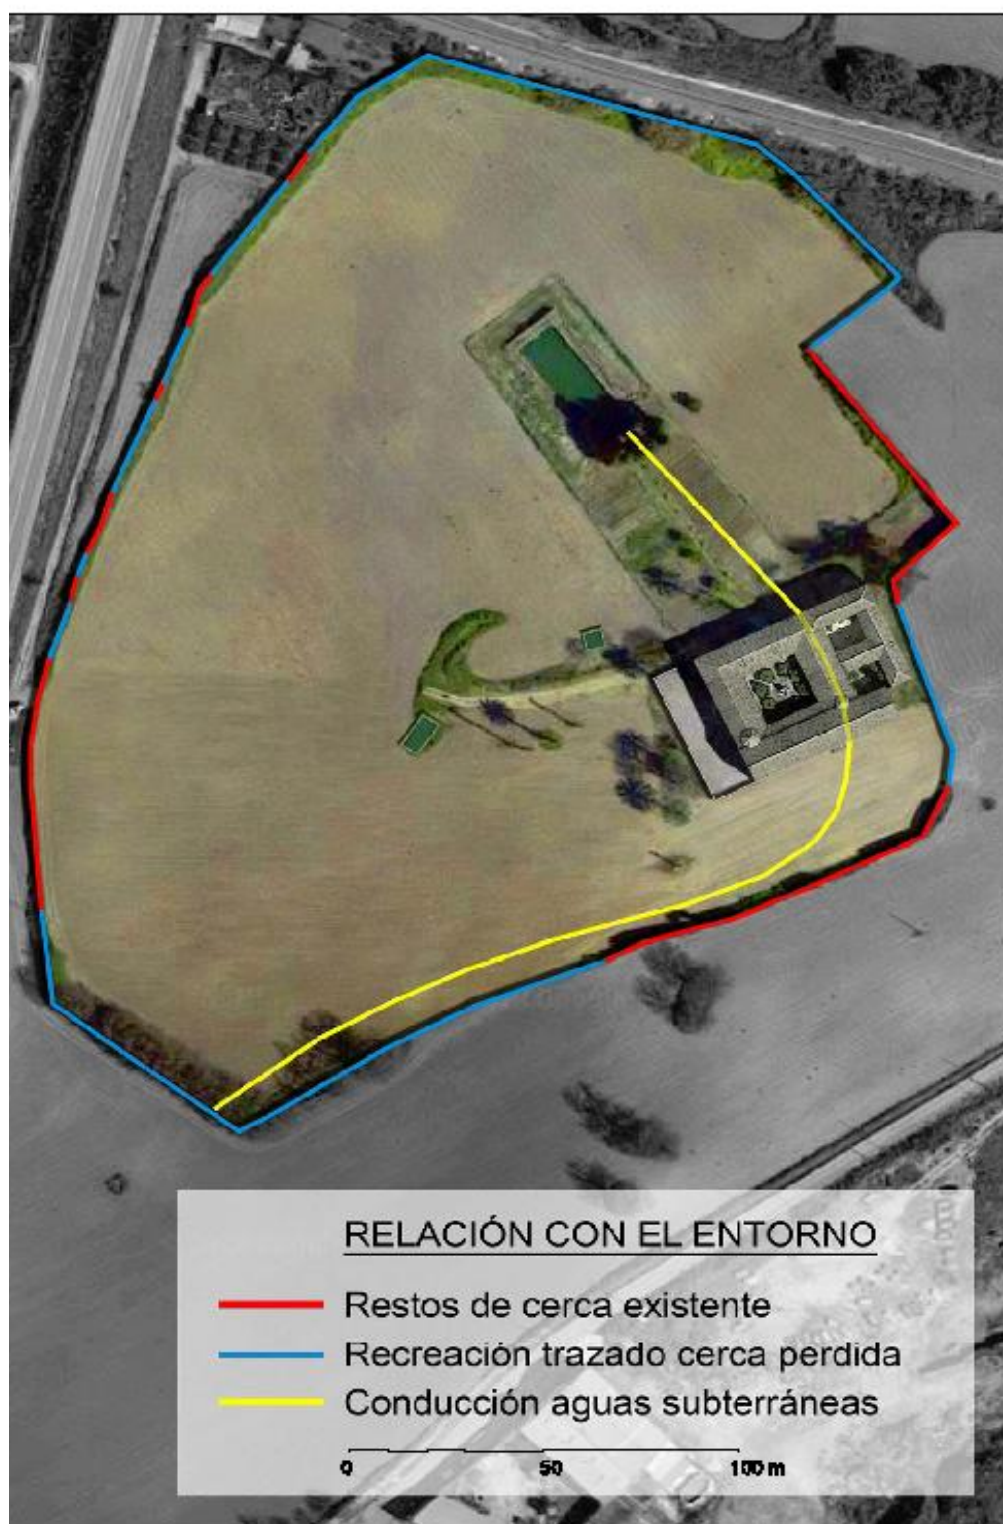 RELACIÓN CON EL ENTORNO
Restos de cerca existente
Recreación trazado cerca perdida
Conducción aguas subterráneas
0 50 100 m